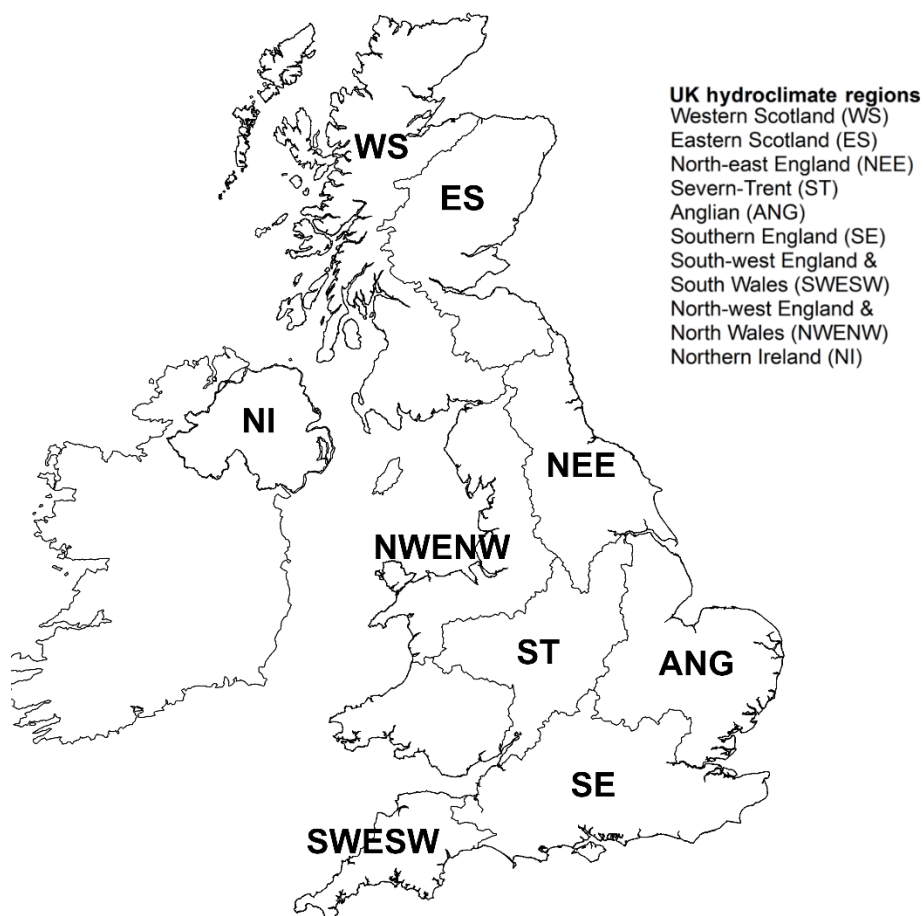 UK hydroclimate regions
Western Scotland (WS)
Eastern Scotland (ES)
North-east England (NEE)
Severn-Trent (ST)
Anglian (ANG)
Southern England (SE)
South-west England &
South Wales (SWESW)
North-west England &
North Wales (NWENW)
Northern Ireland (NI)
WS
ES
NI
NEE
NWENW
ST
ANG
SE
SWESW